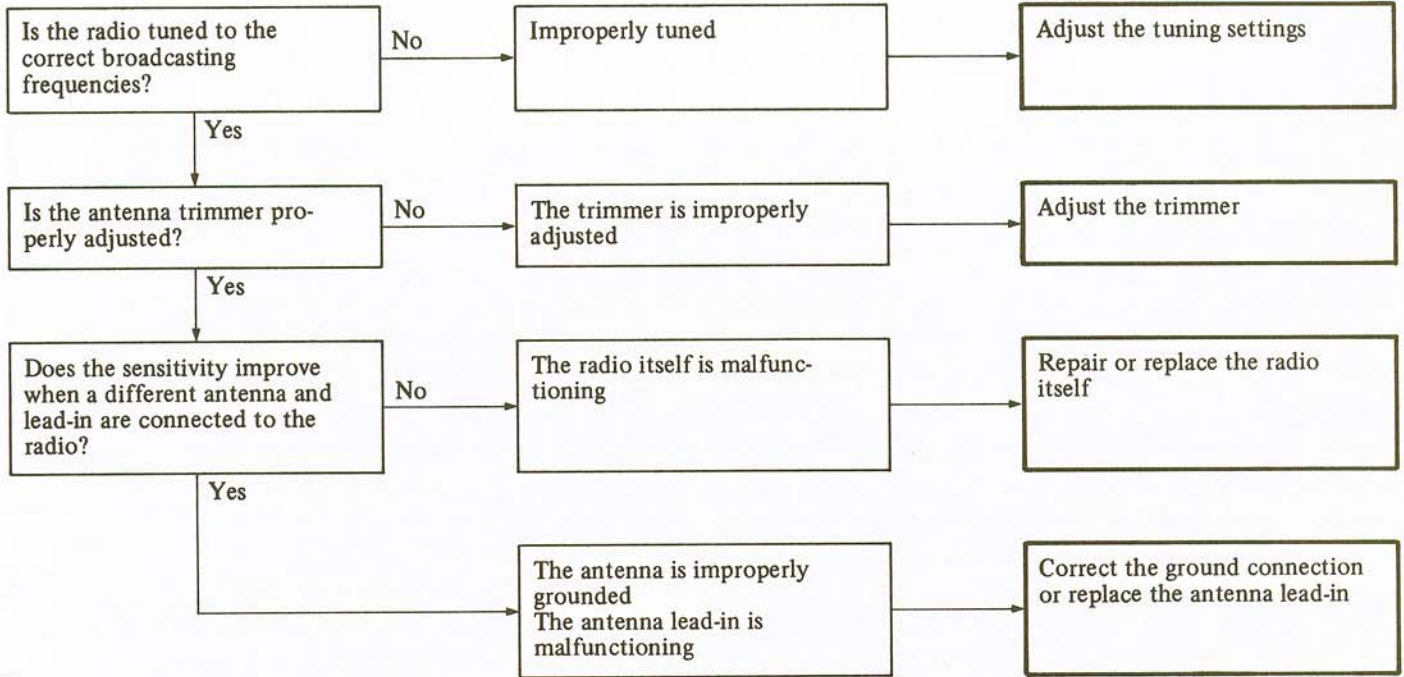 Is the radio tuned to the
correct broadcasting
frequencies?
No
Improperly tuned
Adjust the tuning settings
Yes
Is the antenna trimmer pro-
perly adjusted?
No
The trimmer is improperly
adjusted
Adjust the trimmer
Yes
Does the sensitivity improve
when a different antenna and
lead-in are connected to the
radio?
No
The radio itself is malfunc-
tioning
Repair or replace the radio
itself
Yes
The antenna is improperly
grounded
The antenna lead-in is
malfunctioning
Correct the ground connection
or replace the antenna lead-in